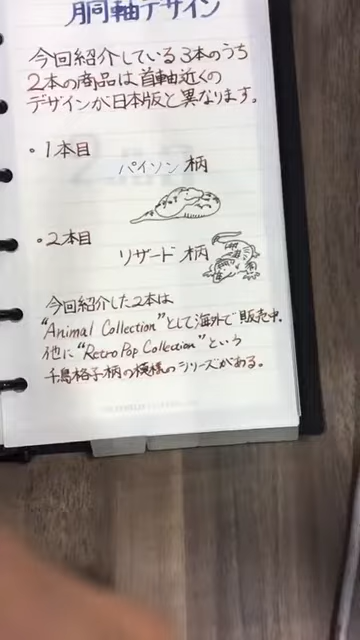 胴軸デザイン
今回紹介している3本のうち
2本の商品は首軸近くの
デザインが日本版と異なります。
・1本目
パイソン柄
・2本目
リザード柄
今回紹介した2本は
"Animal Collection"として海外で販売中.
他に"Retro Pop Collection"という
千鳥格子柄の模様のシリーズがある。